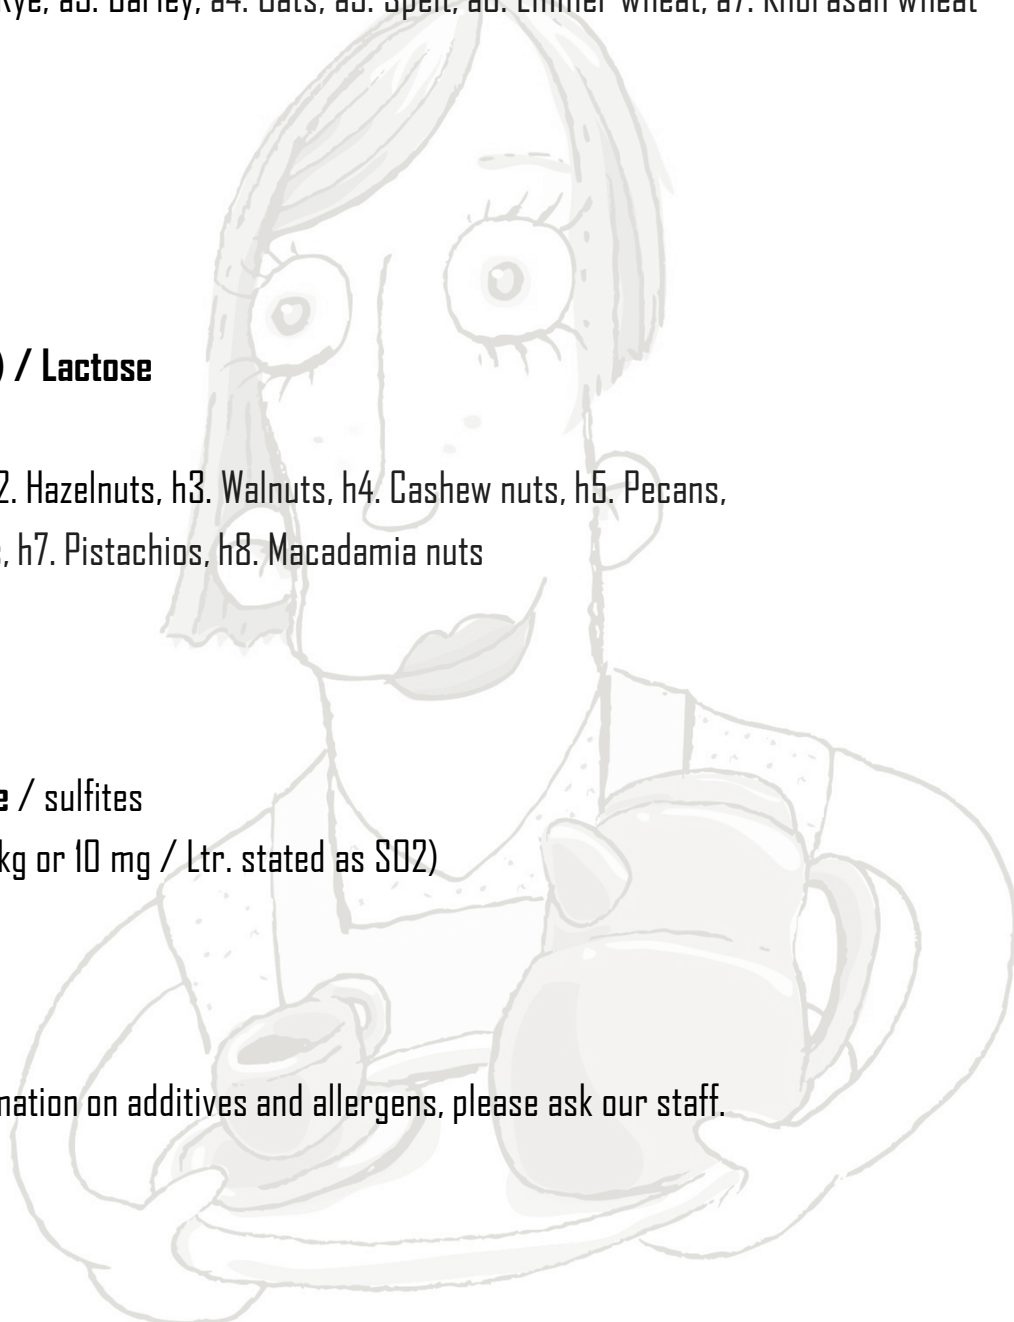 Rye, a3. Barley, a4. Oats, a5. Spelt, a6. Emmer wheat, a7. Khorasan wheat
) / Lactose
2. Hazelnuts, h3. Walnuts, h4. Cashew nuts, h5. Pecans,
, h7. Pistachios, h8. Macadamia nuts
/ sulfites
kg or 10 mg / Ltr. stated as SO2)
on additives and allergens, please ask our staff.